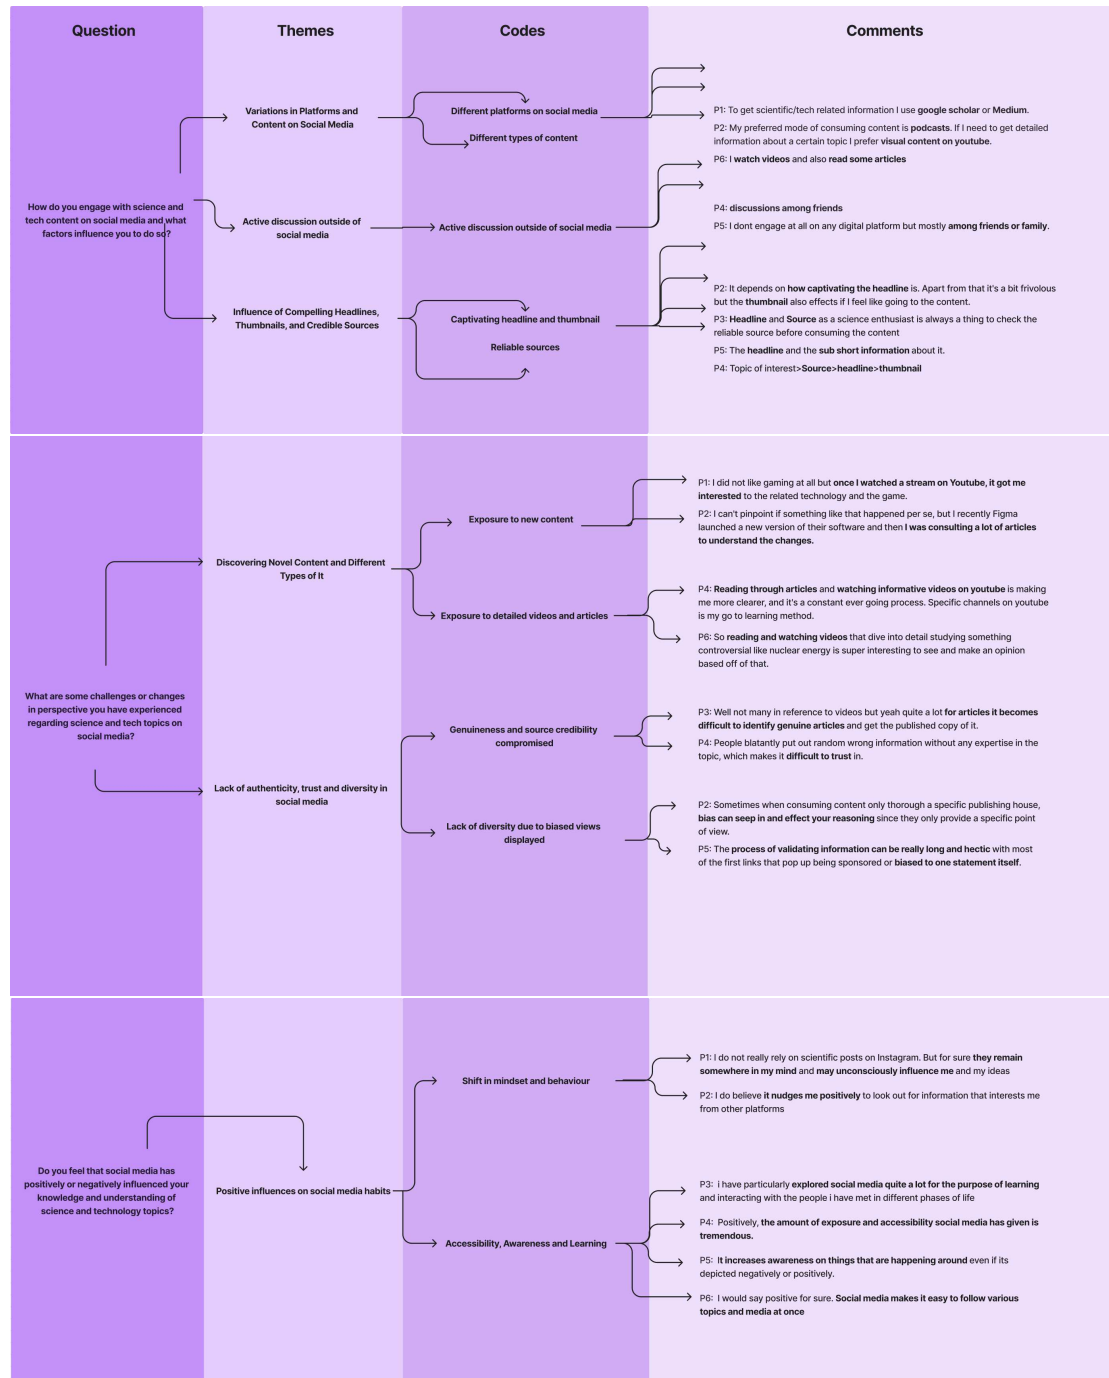 Question
Themes
Codes
Comments
How do you engage with science and
tech content on social media and what
factors influence you to do so?
Variations in Platforms and
Content on Social Media
Different platforms on social media
Different types of content
P1: To get scientific/tech related information I use google scholar or Medium.
P2: My preferred mode of consuming content is podcasts. If I need to get detailed
information about a certain topic I prefer visual content on youtube.
P6: I watch videos and also read some articles
Active discussion outside of
social media
Active discussion outside of social media
P4: discussions among friends
P5: I dont engage at all on any digital platform but mostly among friends or family.
Influence of Compelling Headlines,
Thumbnails, and Credible Sources
Captivating headline and thumbnail
Reliable sources
P2: It depends on how captivating the headline is. Apart from that it's a bit frivolous
but the thumbnail also effects if I feel like going to the content.
P3: Headline and Source as a science enthusiast is always a thing to check the
reliable source before consuming the content
P5: The headline and the sub short information about it.
P4: Topic of interest>Source>headline>thumbnail
What are some challenges or changes
in perspective you have experienced
regarding science and tech topics on
social media?
Discovering Novel Content and Different
Types of It
Exposure to new content
P1: I did not like gaming at all but once I watched a stream on Youtube, it got me
interested to the related technology and the game.
P2: I can't pinpoint if something like that happened per se, but I recently Figma
launched a new version of their software and then I was consulting a lot of articles
to understand the changes.
Exposure to detailed videos and articles
P4: Reading through articles and watching informative videos on youtube is making
me more clearer, and it's a constant ever going process. Specific channels on youtube
is my go to learning method.
P6: So reading and watching videos that dive into detail studying something
controversial like nuclear energy is super interesting to see and make an opinion
based off of that.
Lack of authenticity, trust and diversity in
social media
Genuineness and source credibility
compromised
P3: Well not many in reference to videos but yeah quite a lot for articles it becomes
difficult to identify genuine articles and get the published copy of it.
P4: People blatantly put out random wrong information without any expertise in the
topic, which makes it difficult to trust in.
Lack of diversity due to biased views
displayed
P2: Sometimes when consuming content only thorough a specific publishing house,
bias can seep in and effect your reasoning since they only provide a specific point
of view.
P5: The process of validating information can be really long and hectic with most
of the first links that pop up being sponsored or biased to one statement itself.
Do you feel that social media has
positively or negatively influenced your
knowledge and understanding of
science and technology topics?
Positive influences on social media habits
Shift in mindset and behaviour
P1: I do not really rely on scientific posts on Instagram. But for sure they remain
somewhere in my mind and may unconsciously influence me and my ideas
P2: I do believe it nudges me positively to look out for information that interests me
from other platforms
Accessibility, Awareness and Learning
P3: i have particularly explored social media quite a lot for the purpose of learning
and interacting with the people i have met in different phases of life
P4: Positively, the amount of exposure and accessibility social media has given is
tremendous.
P5: It increases awareness on things that are happening around even if its
depicted negatively or positively.
P6: I would say positive for sure. Social media makes it easy to follow various
topics and media at once